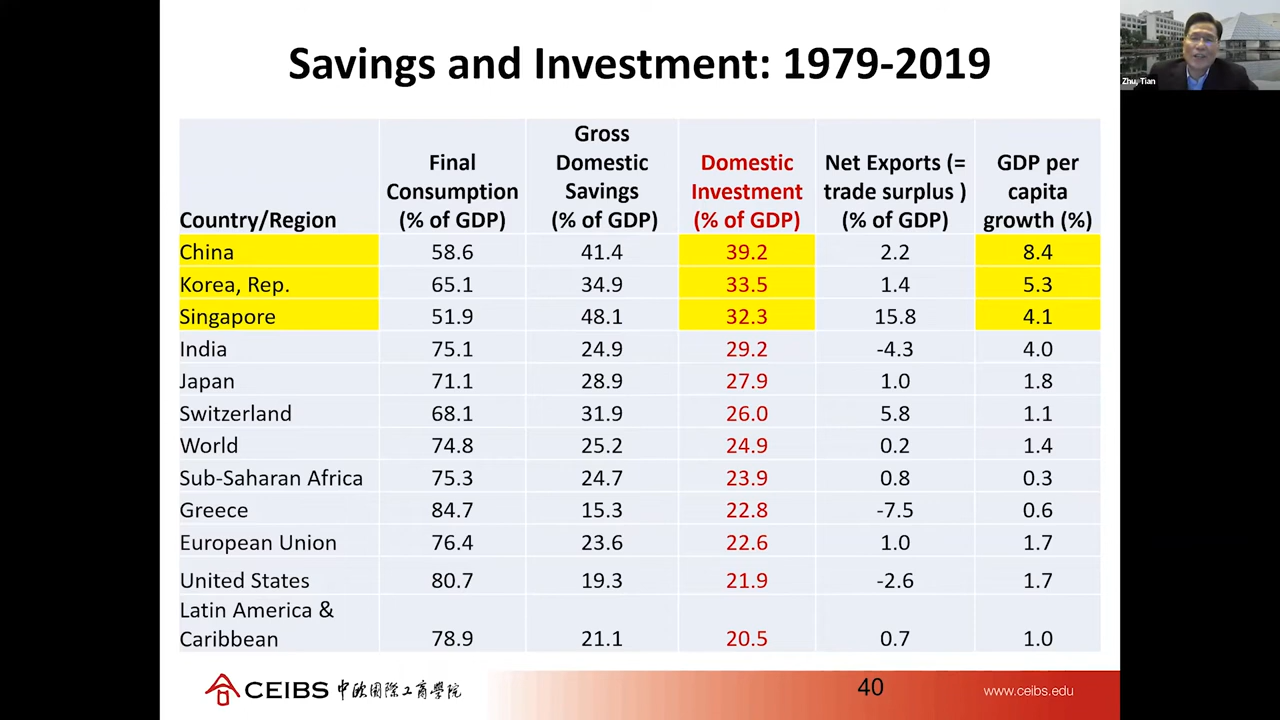 Savings and Investment: 1979-2019
Zhu, Tian
Country/Region
Final Consumption (% of GDP)
Gross Domestic Savings (% of GDP)
Domestic Investment (% of GDP)
Net Exports (= trade surplus ) (% of GDP)
GDP per capita growth (%)
China 58.6 41.4 39.2 2.2 8.4
Korea, Rep. 65.1 34.9 33.5 1.4 5.3
Singapore 51.9 48.1 32.3 15.8 4.1
India 75.1 24.9 29.2 -4.3 4.0
Japan 71.1 28.9 27.9 1.0 1.8
Switzerland 68.1 31.9 26.0 5.8 1.1
World 74.8 25.2 24.9 0.2 1.4
Sub-Saharan Africa 75.3 24.7 23.9 0.8 0.3
Greece 84.7 15.3 22.8 -7.5 0.6
European Union 76.4 23.6 22.6 1.0 1.7
United States 80.7 19.3 21.9 -2.6 1.7
Latin America &
Caribbean 78.9 21.1 20.5 0.7 1.0
CEIBS 中欧國際工商學院
40
www.ceibs.edu